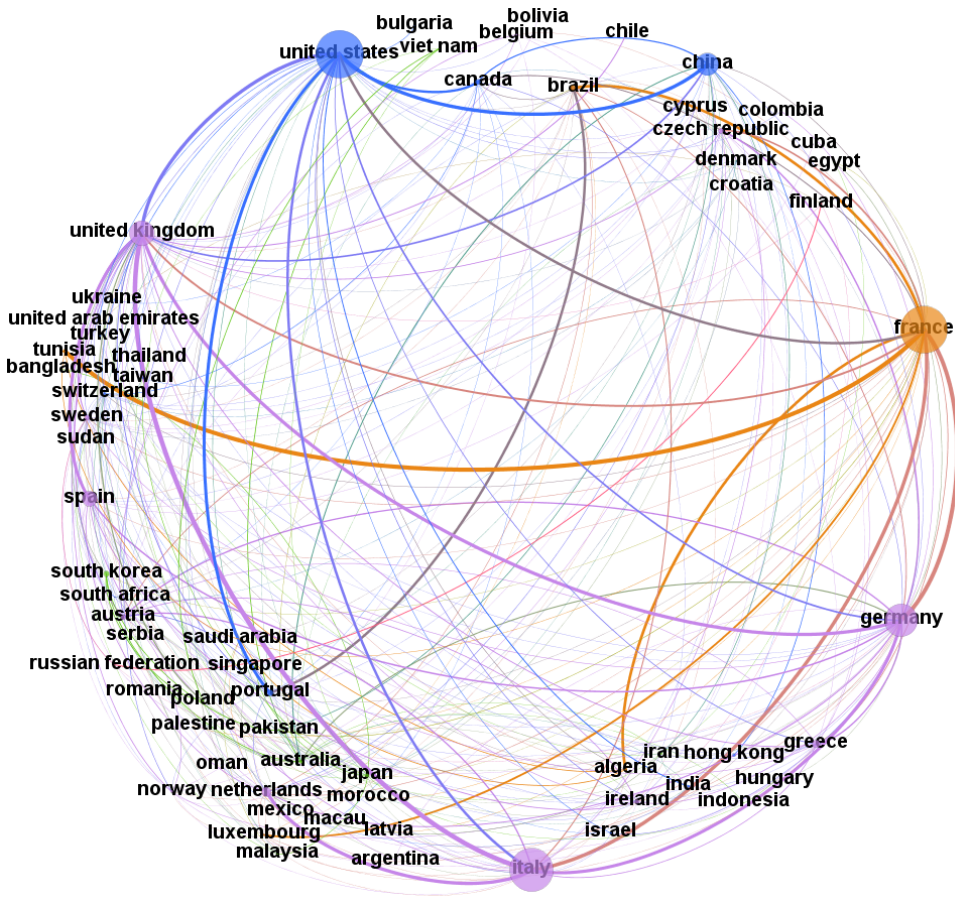 bolivia
bulgaria
belgium
chile
united states
viet nam
china
canada
brazil
cyprus
colombia
czech republic
cuba
denmark
egypt
croatia
finland
united kingdom
ukraine
united arab emirates
france
turkey
tunisia
thailand
bangladesh
taiwan
switzerland
sweden
sudan
spain
south korea
south africa
austria
germany
serbia
saudi arabia
russian federation
singapore
romania
portugal
poland
palestine
pakistan
greece
iran
hong kong
australia
oman
algeria
japan
hungary
india
norway
netherlands
morocco
ireland
indonesia
mexico
macau
latvia
israel
luxembourg
malaysia
argentina
italy